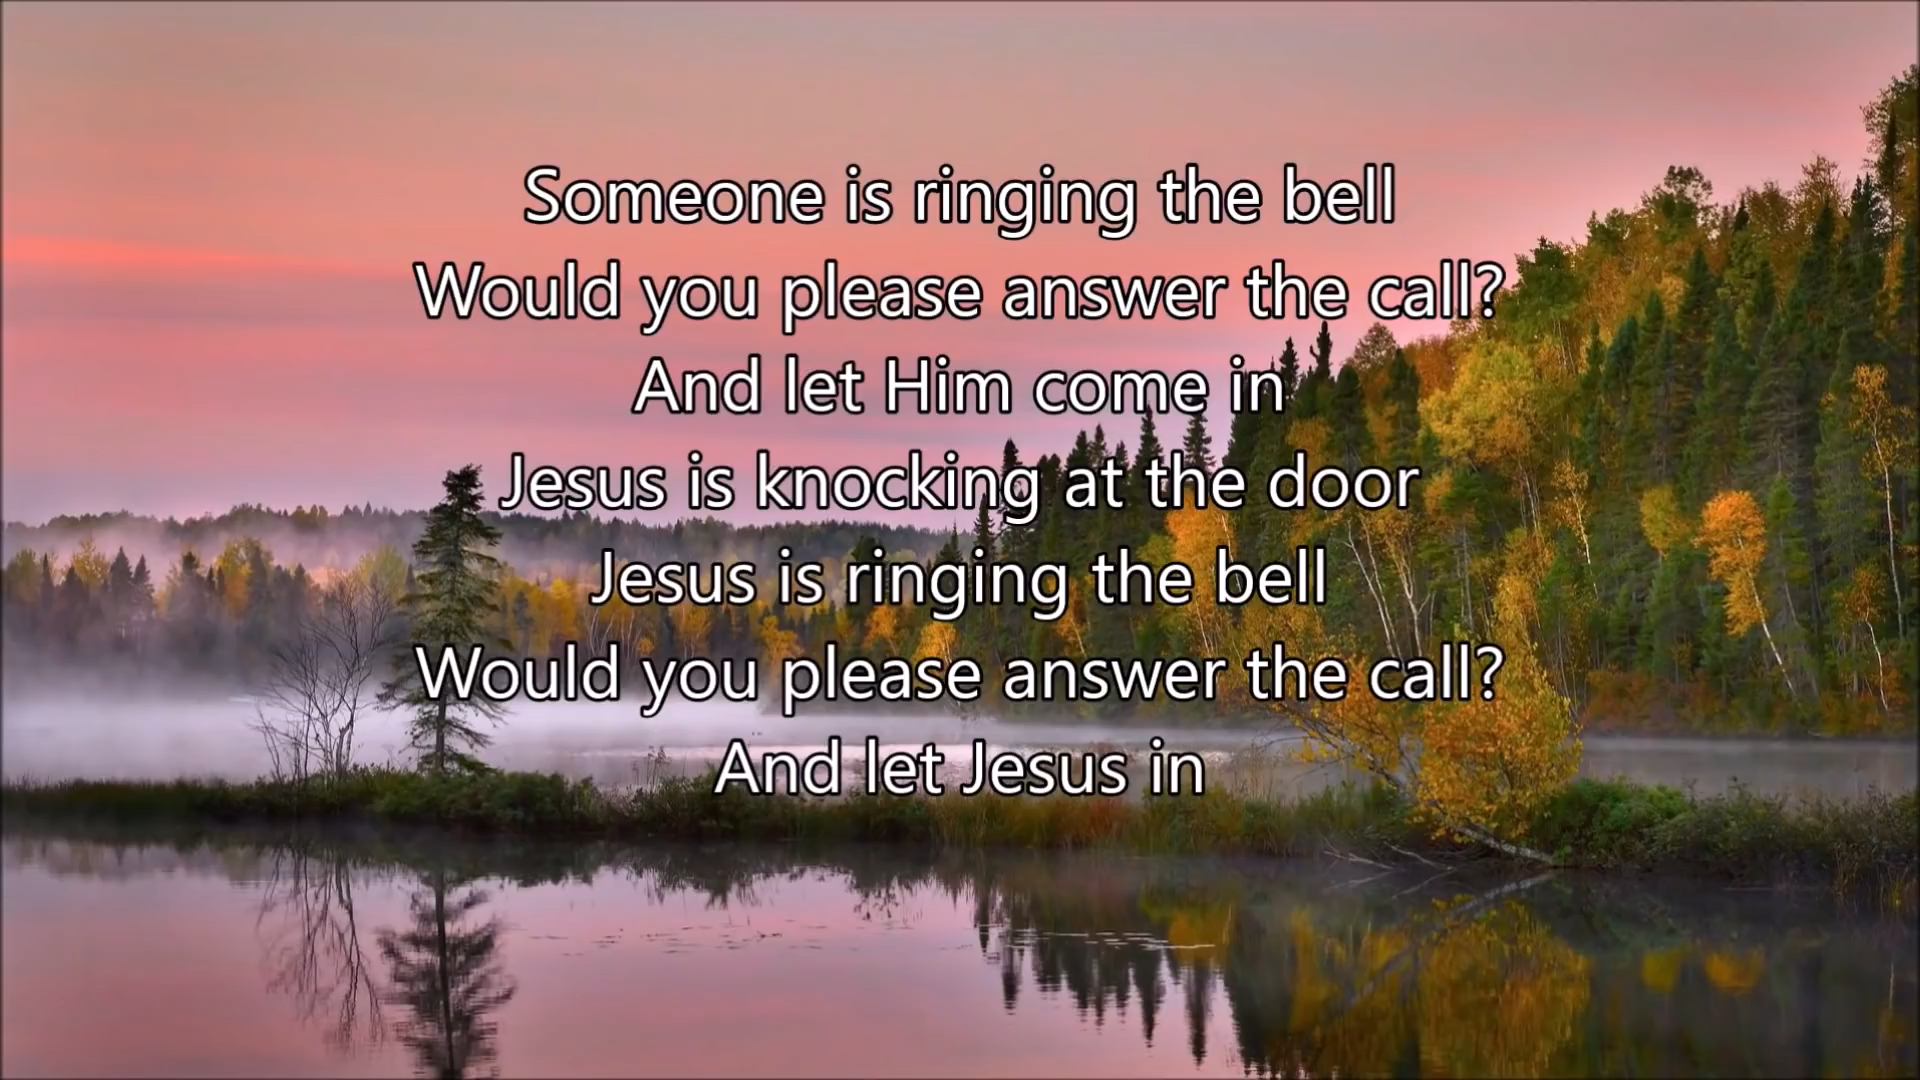 Someone is ringing the bell
Would you please answer the call?
And let Him come in
Jesus is knocking at the door
Jesus is ringing the bell
Would you please answer the call?
And let Jesus in